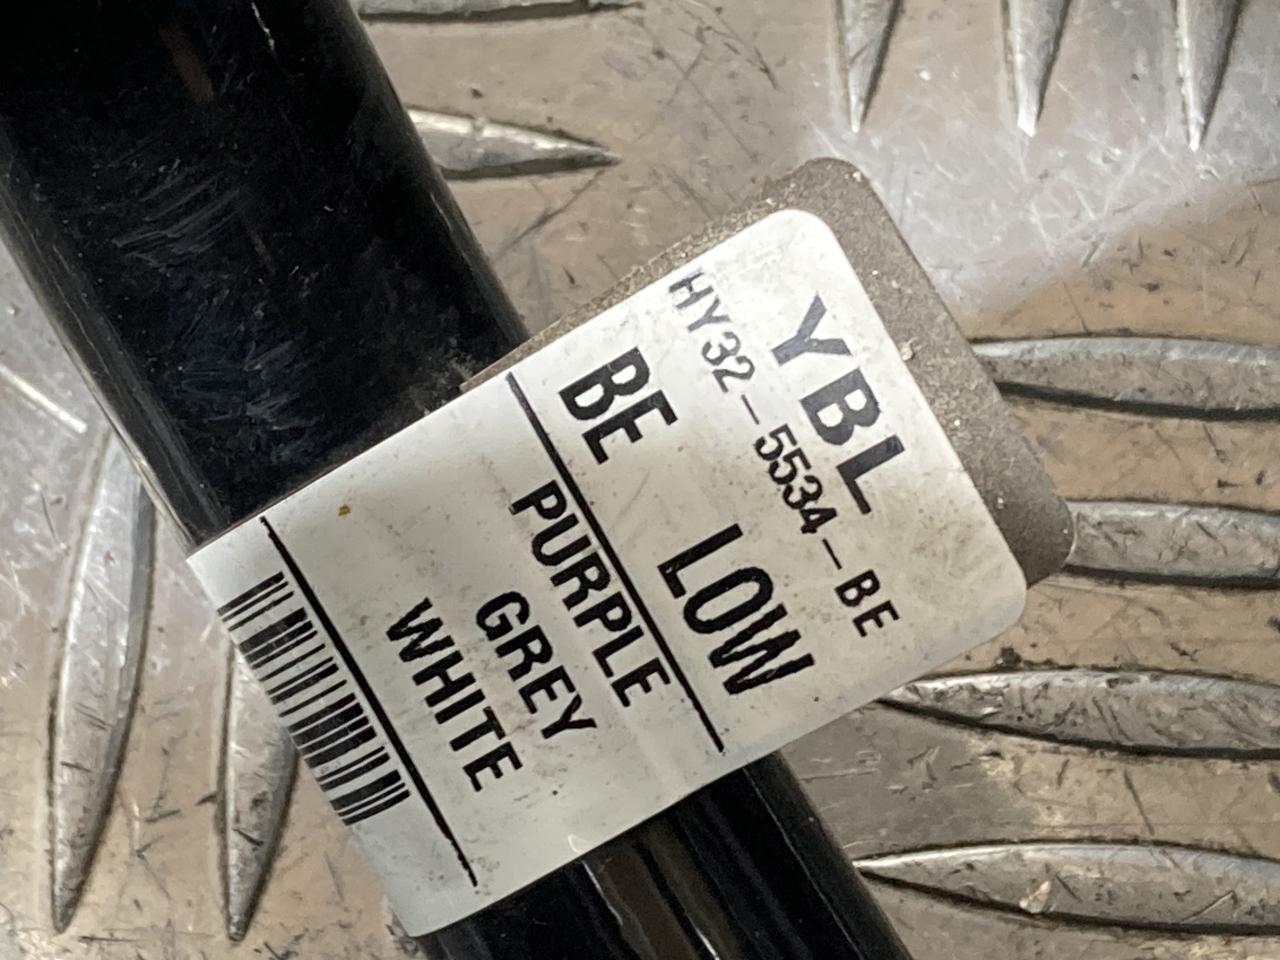 YBL
HY32-5534-BE
BE LOW
PURPLE
GREY
WHITE